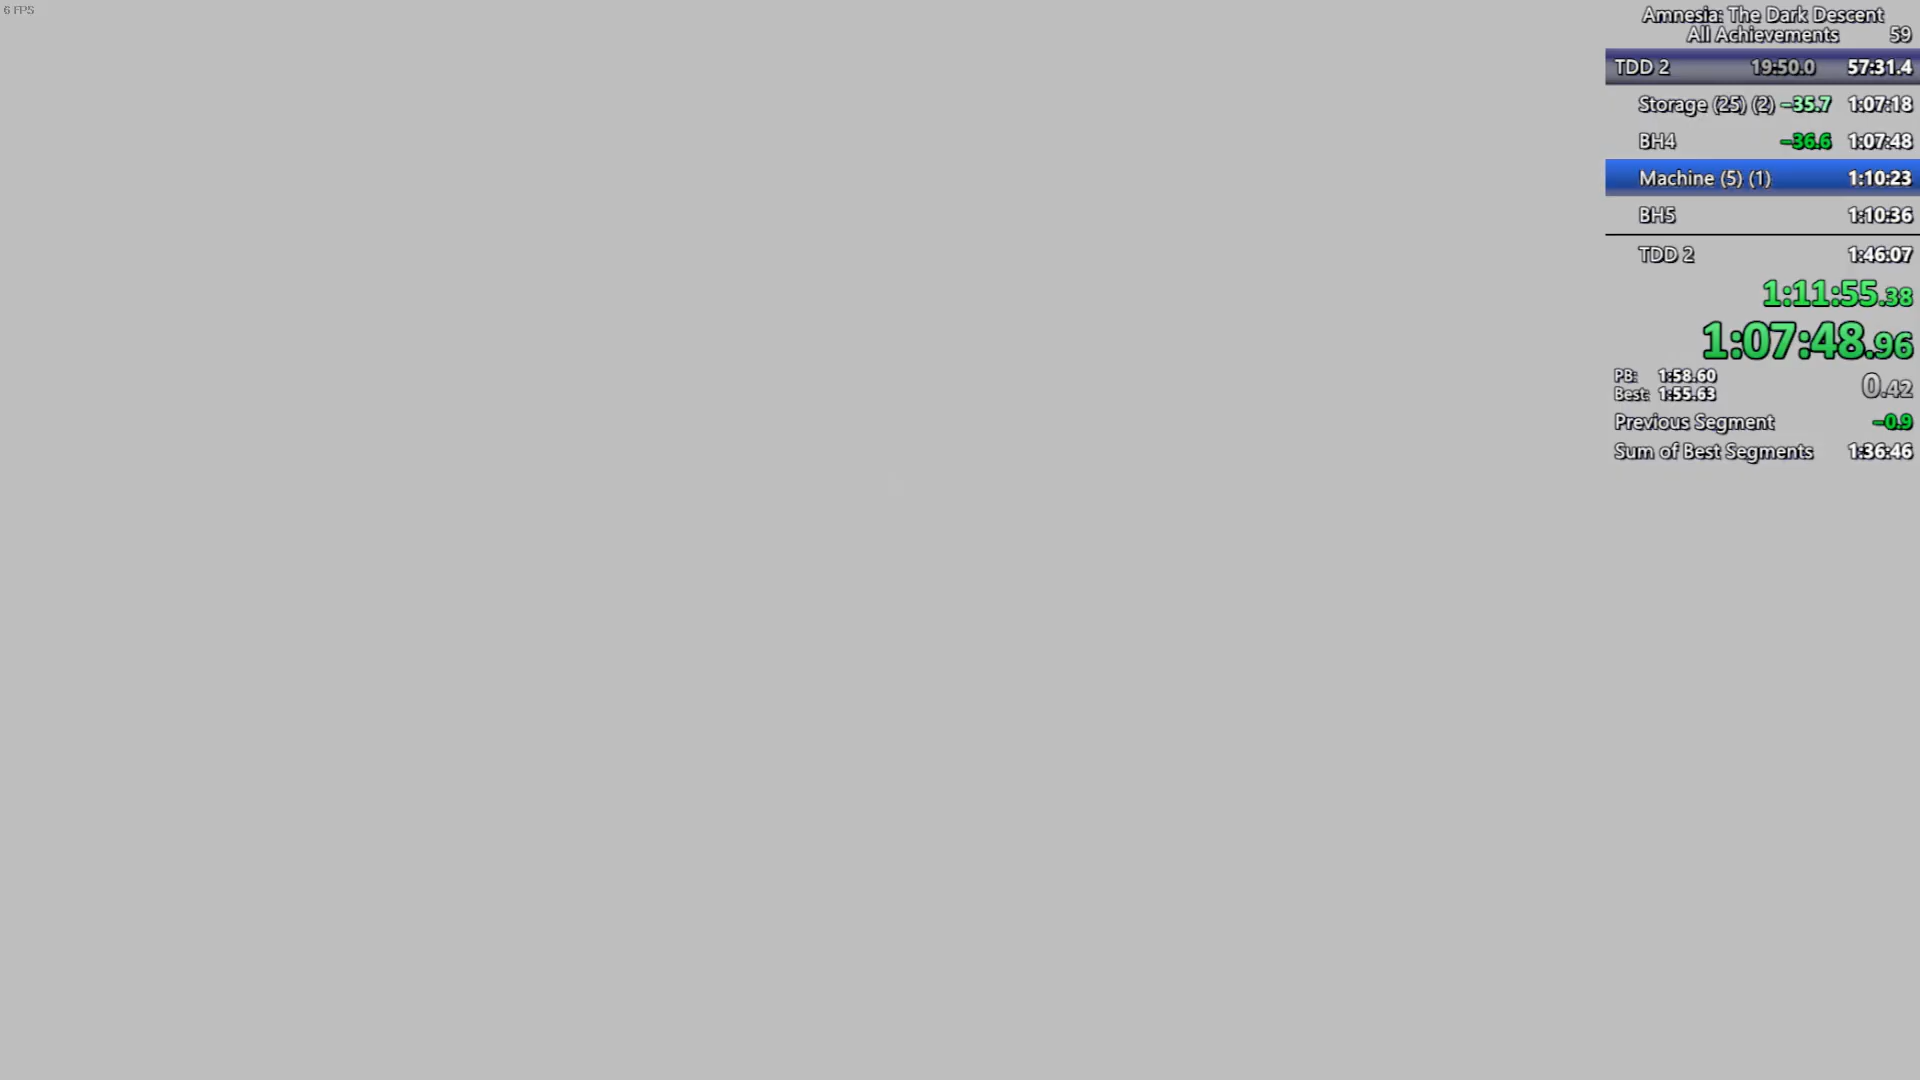 6 FPS
Amnesia: The Dark Descent
All Achievements 59
TDD 2 19:50.0 57:31.4
Storage (25) (2) -35.7 1:07:18
BH4 -36.6 1:07:48
Machine (5) (1) 1:10:23
BH5 1:10:36
TDD 2 1:46:07
1:11:55.38
1:07:48.96
PB: 1:58.60 0.42
Best: 1:55.63
Previous Segment -0.9
Sum of Best Segments 1:36:46